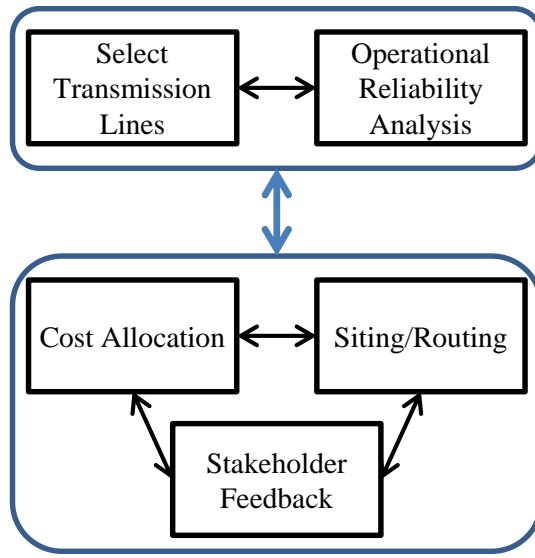 Select
Transmission
Lines
Operational
Reliability
Analysis
Cost Allocation
Siting/Routing
Stakeholder
Feedback